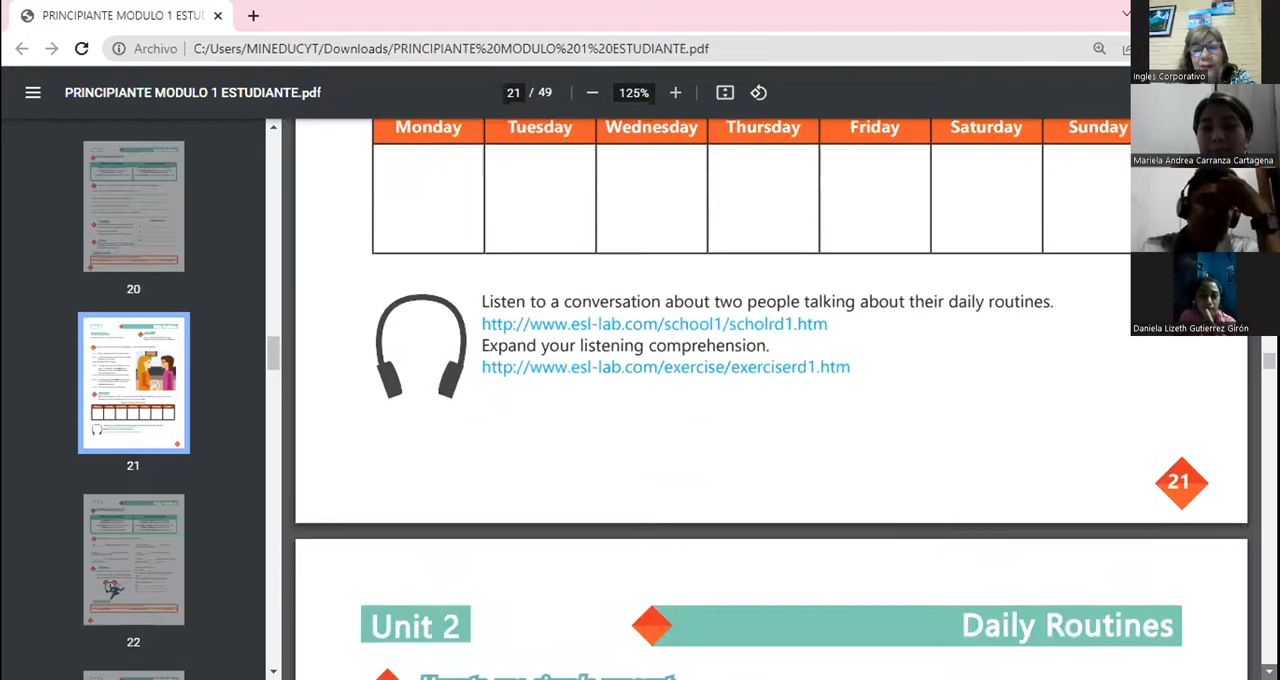 PRINCIPIANTE MODULO 1 ESTU
Archivo
C:/Users/MINEDUCYT/Downloads/PRINCIPIANTE%20MODULO%201%20ESTUDIANTE.pdf
PRINCIPIANTE MODULO 1 ESTUDIANTE.pdf
21 / 49
125%
Ingles Corporativo
Mariela Andrea Carranza Cartagena
Daniela Lizeth Gutierrez Girón
20
21
22
Monday Tuesday Wednesday Thursday Friday Saturday Sunday
Listen to a conversation about two people talking about their daily routines.
http://www.esl-lab.com/school1/scholrd1.htm
Expand your listening comprehension.
http://www.esl-lab.com/exercise/exerciserd1.htm
21
Unit 2
Daily Routines